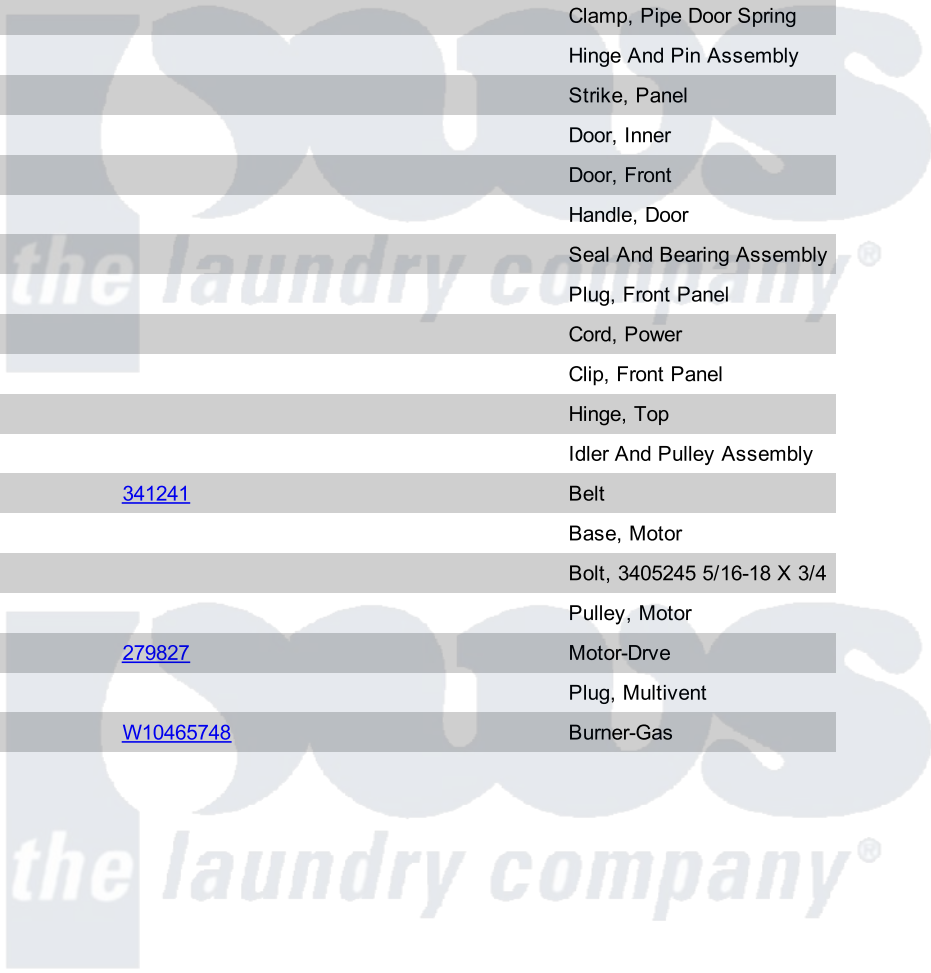 Clamp, Pipe Door Spring
Hinge And Pin Assembly
Strike, Panel
Door, Inner
Door, Front
Handle, Door
Seal And Bearing Assembly
Plug, Front Panel
Cord, Power
Clip, Front Panel
Hinge, Top
Idler And Pulley Assembly
341241 Belt
Base, Motor
Bolt, 3405245 5/16-18 X 3/4
Pulley, Motor
279827 Motor-Drve
Plug, Multivent
W10465748 Burner-Gas
pws
the laundry company®
pws
the laundry company®